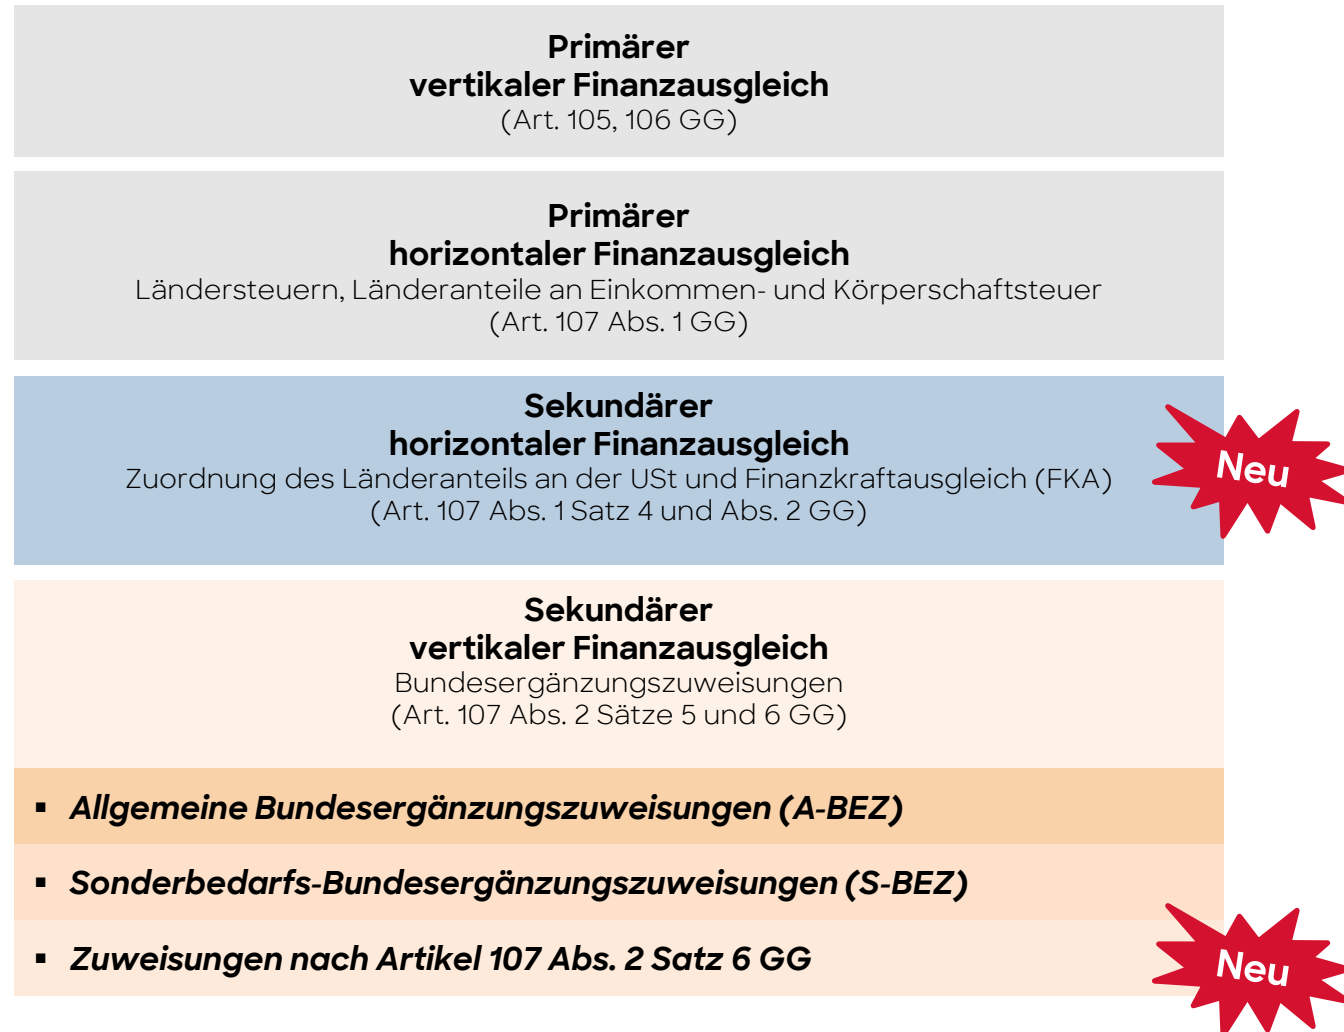 Primärer
vertikaler Finanzausgleich
(Art. 105, 106 GG)
Primärer
horizontaler Finanzausgleich
Ländersteuern, Länderanteile an Einkommen- und Körperschaftsteuer
(Art. 107 Abs. 1 GG)
Sekundärer
horizontaler Finanzausgleich
Zuordnung des Länderanteils an der USt und Finanzkraftausgleich (FKA)
(Art. 107 Abs. 1 Satz 4 und Abs. 2 GG)
Neu
Sekundärer
vertikaler Finanzausgleich
Bundesergänzungszuweisungen
(Art. 107 Abs. 2 Sätze 5 und 6 GG)
▪ Allgemeine Bundesergänzungszuweisungen (A-BEZ)
▪ Sonderbedarfs-Bundesergänzungszuweisungen (S-BEZ)
▪ Zuweisungen nach Artikel 107 Abs. 2 Satz 6 GG
Neu